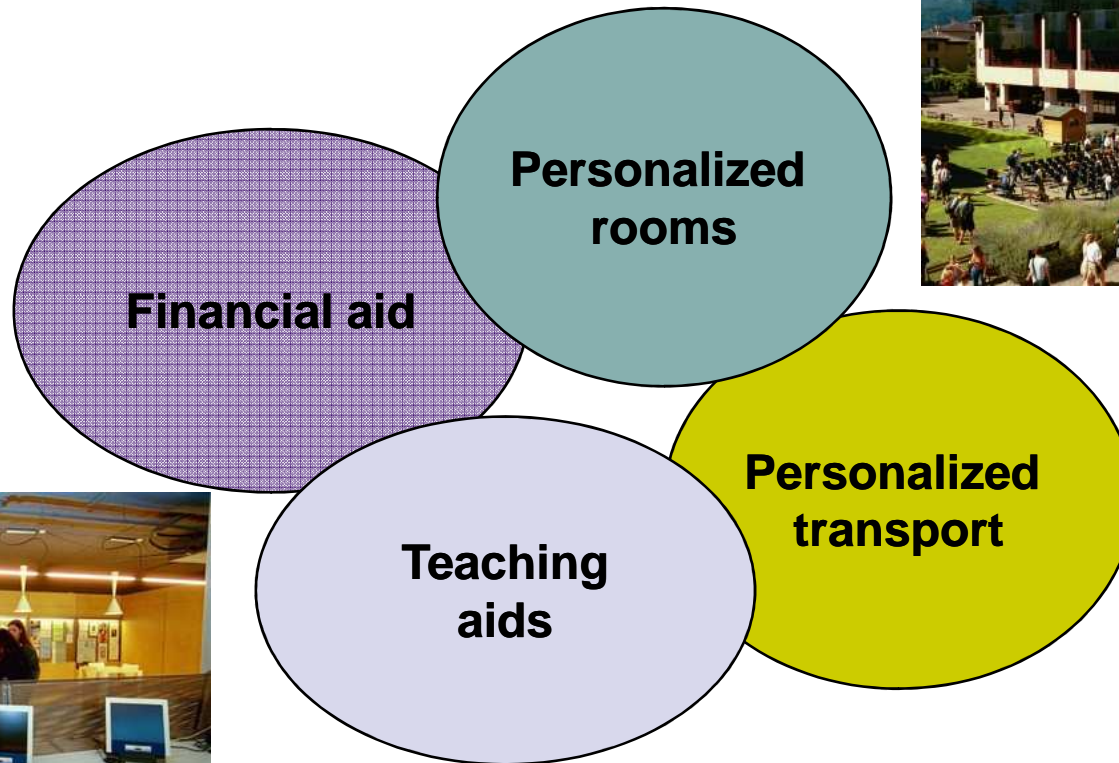 Personalized
rooms
Financial aid
Personalized
transport
Teaching
aids